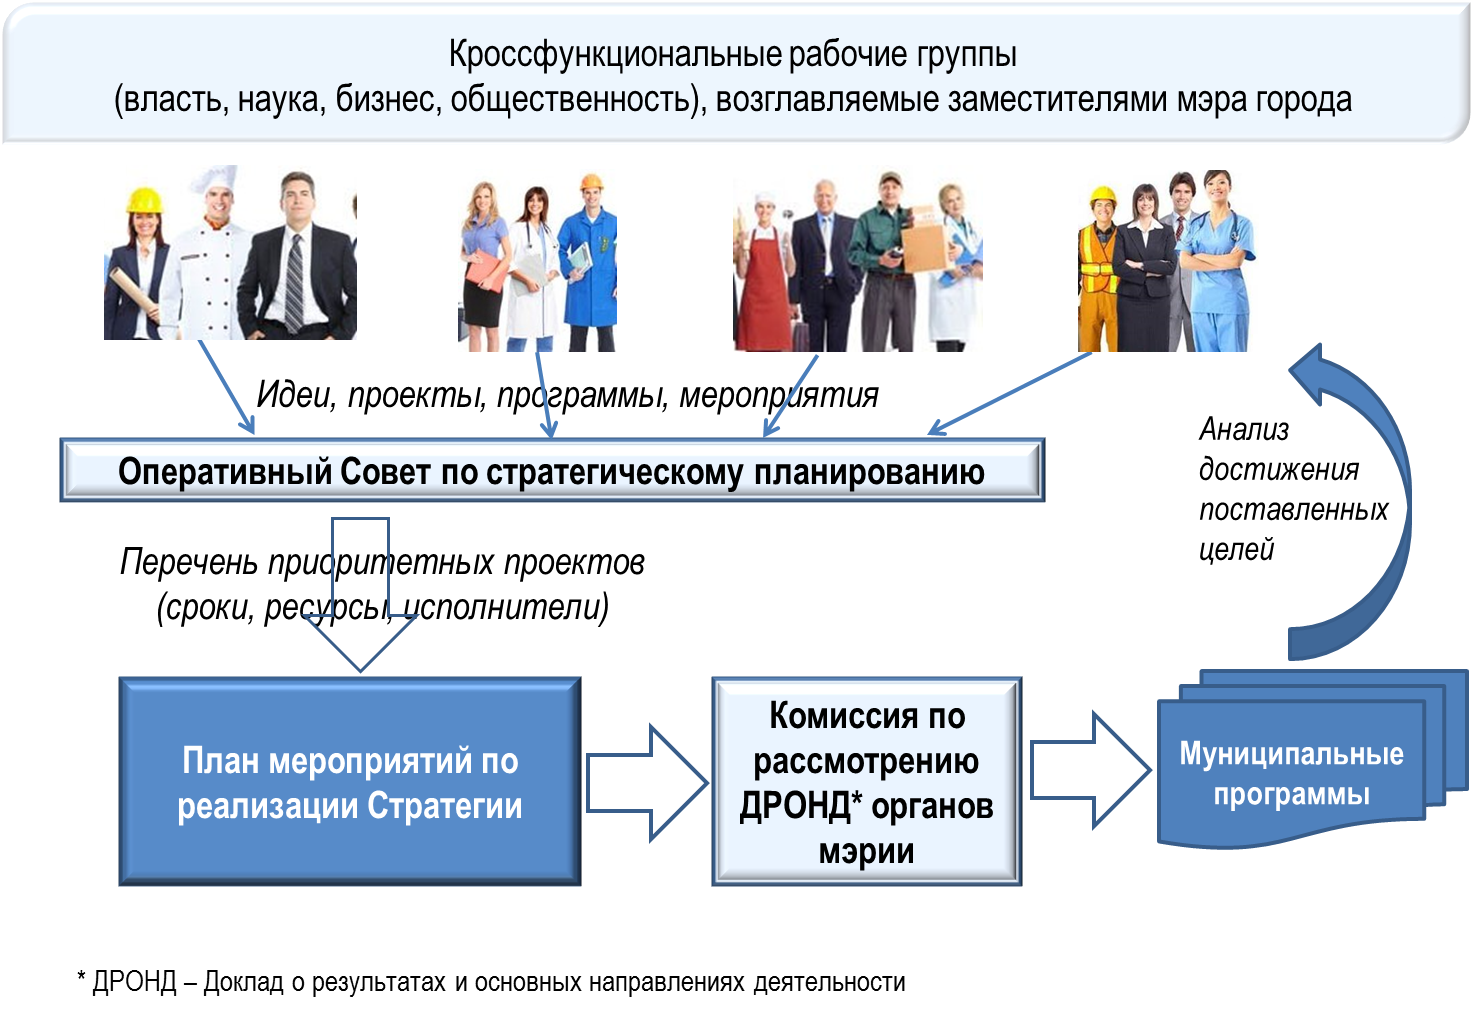 Кроссфункциональные рабочие группы
(власть, наука, бизнес, общественность), возглавляемые заместителями мэра города
Идеи, проекты, программы, мероприятия
Оперативный Совет по стратегическому планированию
Анализ
достижения
поставленных
целей
Перечень приоритетных проектов
(сроки, ресурсы, исполнители)
План мероприятий по
реализации Стратегии
Комиссия по
рассмотрению
ДРОНД* органов
мэрии
Муниципальные
программы
* ДРОНД – Доклад о результатах и основных направлениях деятельности